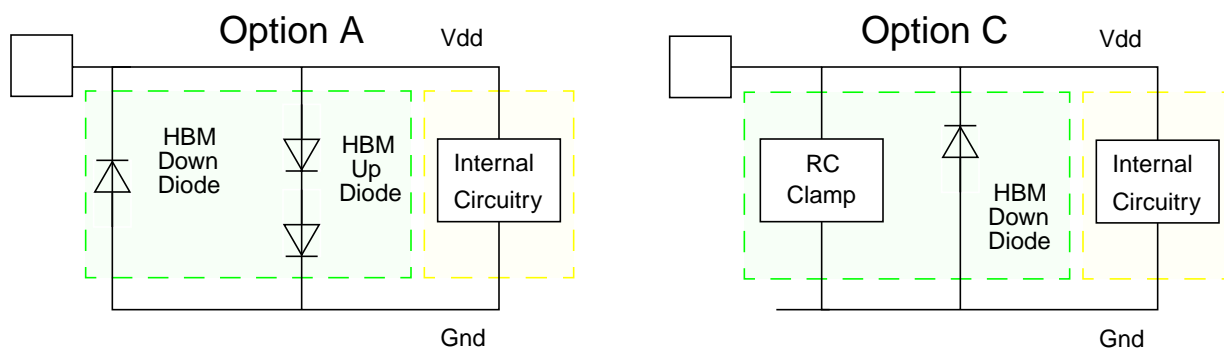 Option A
Vdd
HBM
Down
Diode
HBM
Up
Diode
Internal
Circuitry
Gnd
Option C
Vdd
RC
Clamp
HBM
Down
Diode
Internal
Circuitry
Gnd